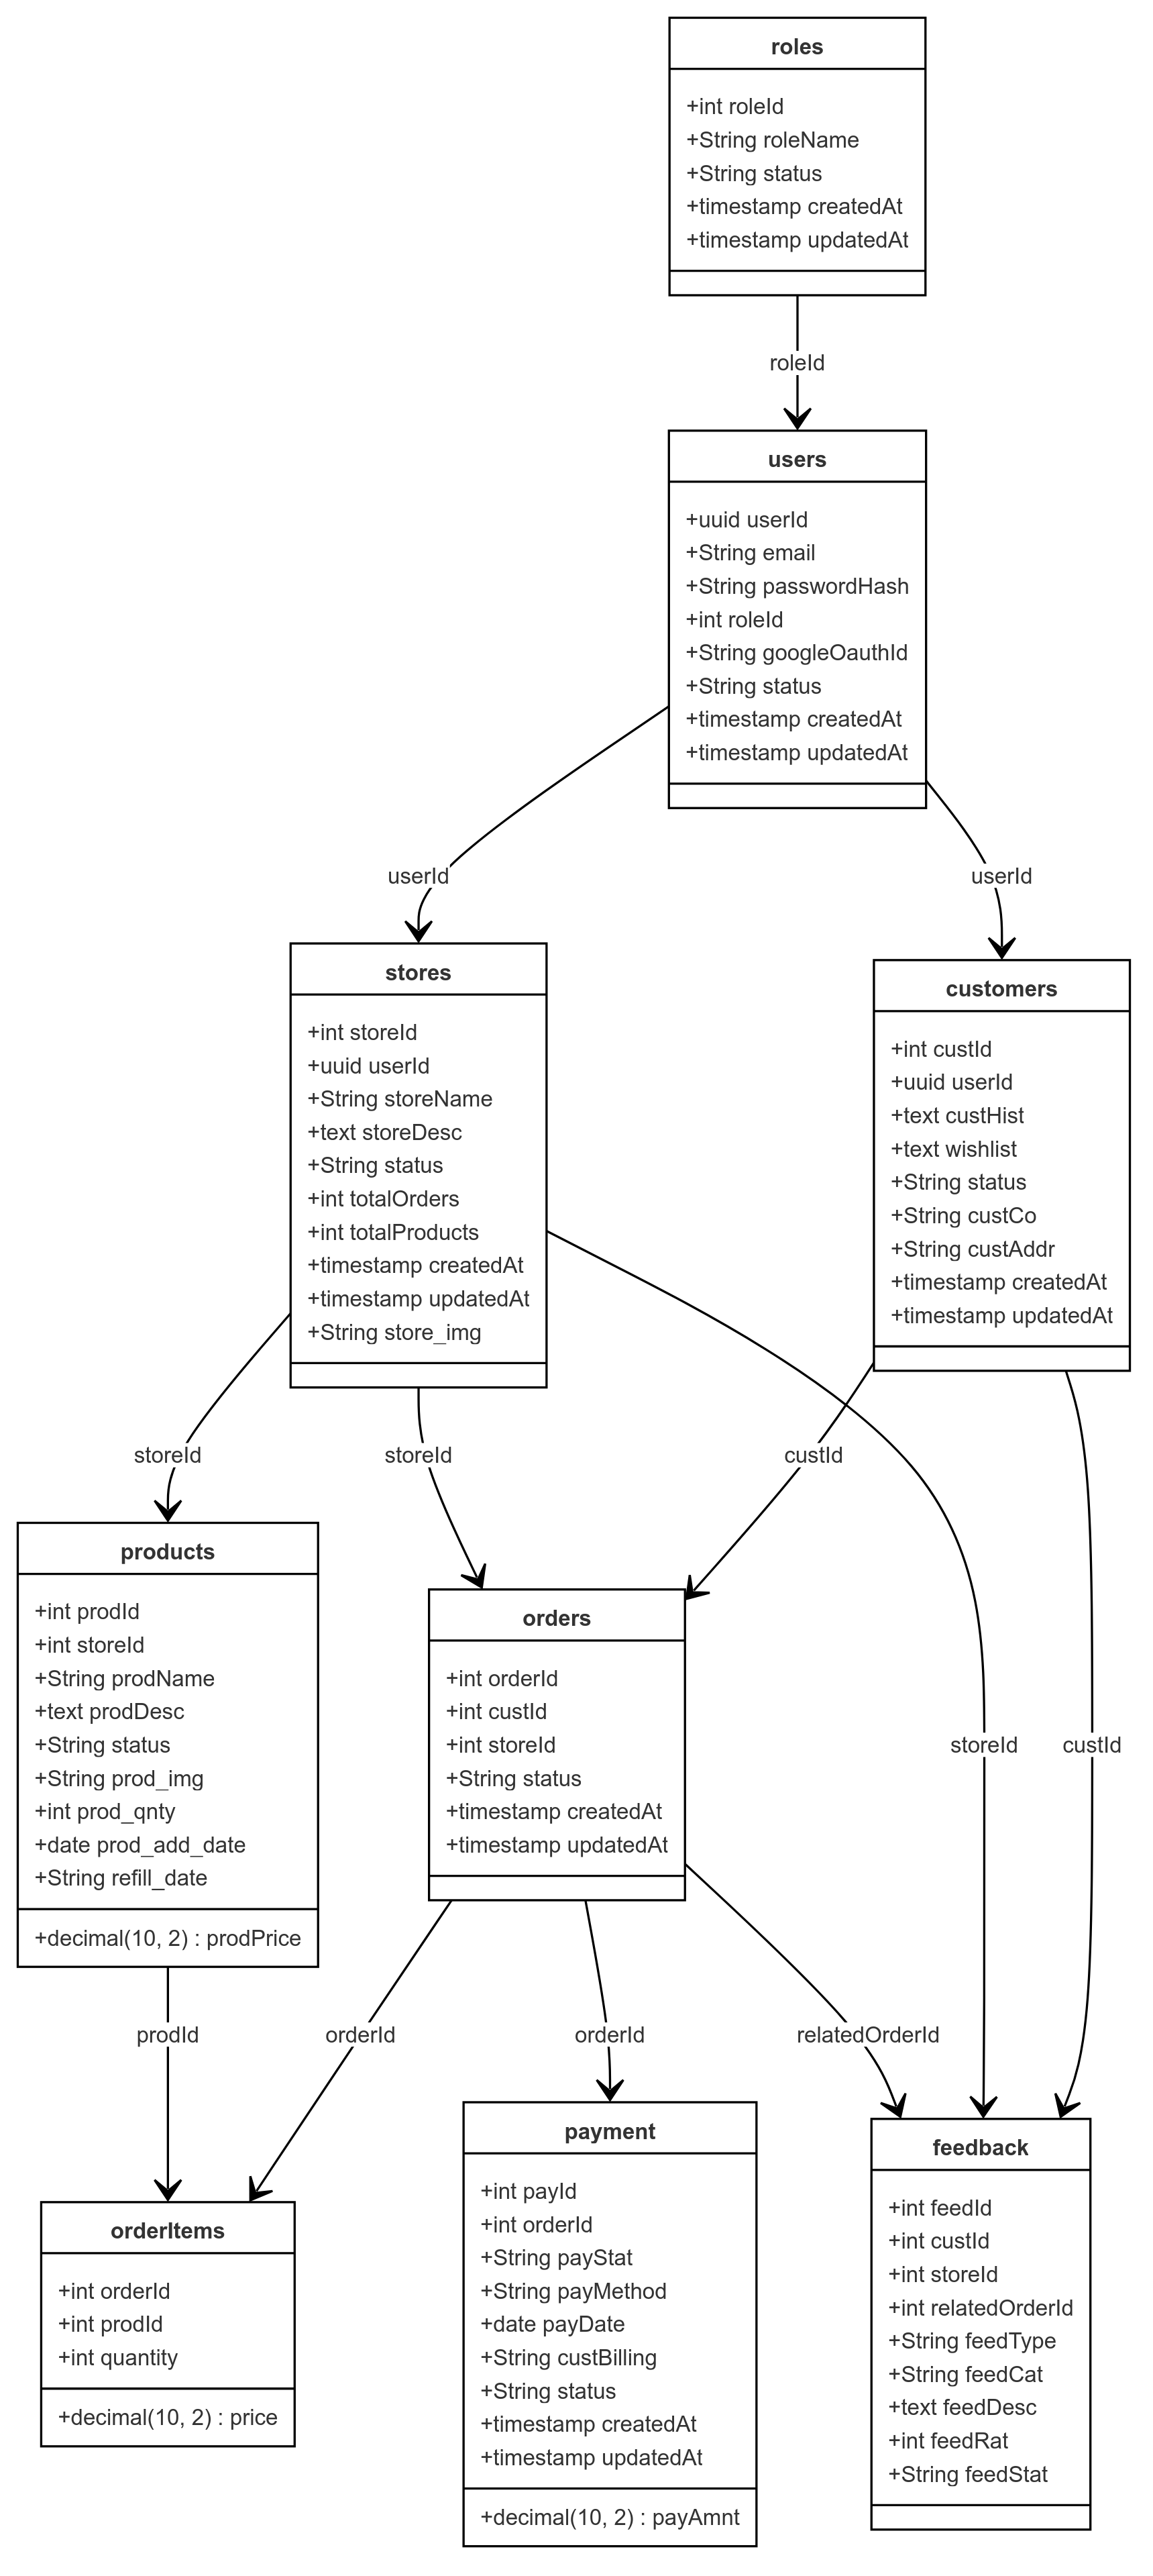 roles
+int roleId
+String roleName
+String status
+timestamp createdAt
+timestamp updatedAt
roleId
users
+uuid userId
+String email
+String passwordHash
+int roleId
+String googleOauthId
+String status
+timestamp createdAt
+timestamp updatedAt
userId
userId
stores
+int storeId
+uuid userId
+String storeName
+text storeDesc
+String status
+int totalOrders
+int totalProducts
+timestamp createdAt
+timestamp updatedAt
+String store_img
customers
+int custId
+uuid userId
+text custHist
+text wishlist
+String status
+String custCo
+String custAddr
+timestamp createdAt
+timestamp updatedAt
storeId
storeId
custId
products
+int prodId
+int storeId
+String prodName
+text prodDesc
+String status
+String prod_img
+int prod_qnty
+date prod_add_date
+String refill_date
+decimal(10, 2) : prodPrice
orders
+int orderId
+int custId
+int storeId
+String status
+timestamp createdAt
+timestamp updatedAt
storeId
custId
prodId
orderId
orderId
relatedOrderId
orderItems
+int orderId
+int prodId
+int quantity
+decimal(10, 2) : price
payment
+int payId
+int orderId
+String payStat
+String payMethod
+date payDate
+String custBilling
+String status
+timestamp createdAt
+timestamp updatedAt
+decimal(10, 2) : payAmnt
feedback
+int feedId
+int custId
+int storeId
+int relatedOrderId
+String feedType
+String feedCat
+text feedDesc
+int feedRat
+String feedStat